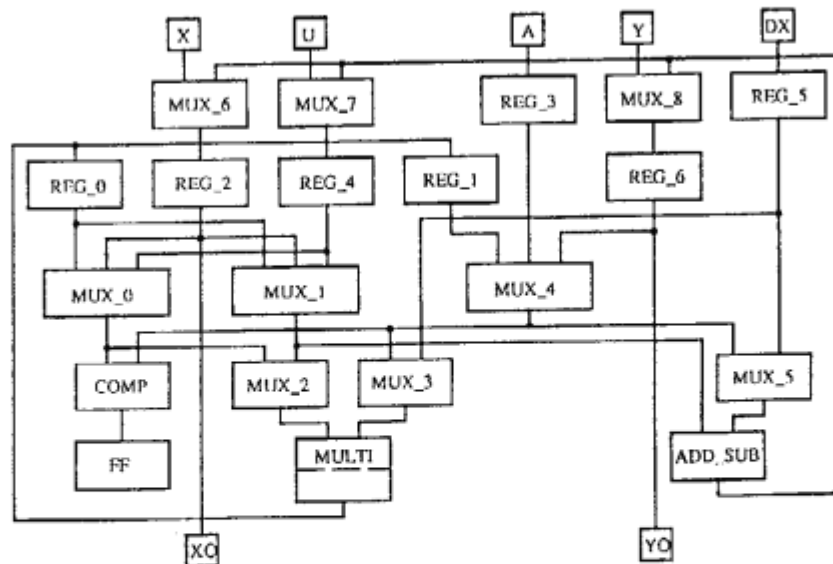 X U A Y DX
MUX_6 MUX_7 REG_3 MUX_8 REG_5
REG_0 REG_2 REG_4 REG_1 REG_6
MUX_0 MUX_1 MUX_4
COMP MUX_2 MUX_3 MUX_5
FF MULTI ADD_SUB
XO YO